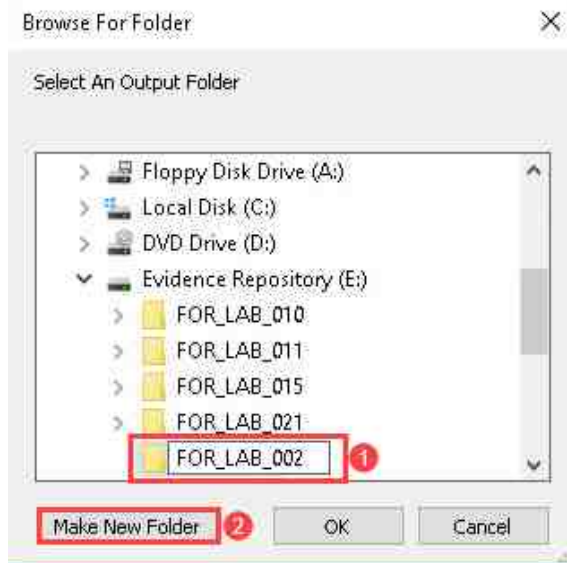 Browse For Folder
Select An Output Folder
Floppy Disk Drive (A:)
Local Disk (C:)
DVD Drive (D:)
Evidence Repository (E:)
FOR_LAB_010
FOR_LAB_011
FOR_LAB_015
FOR_LAB_021
FOR_LAB_002 1
Make New Folder 2 OK Cancel